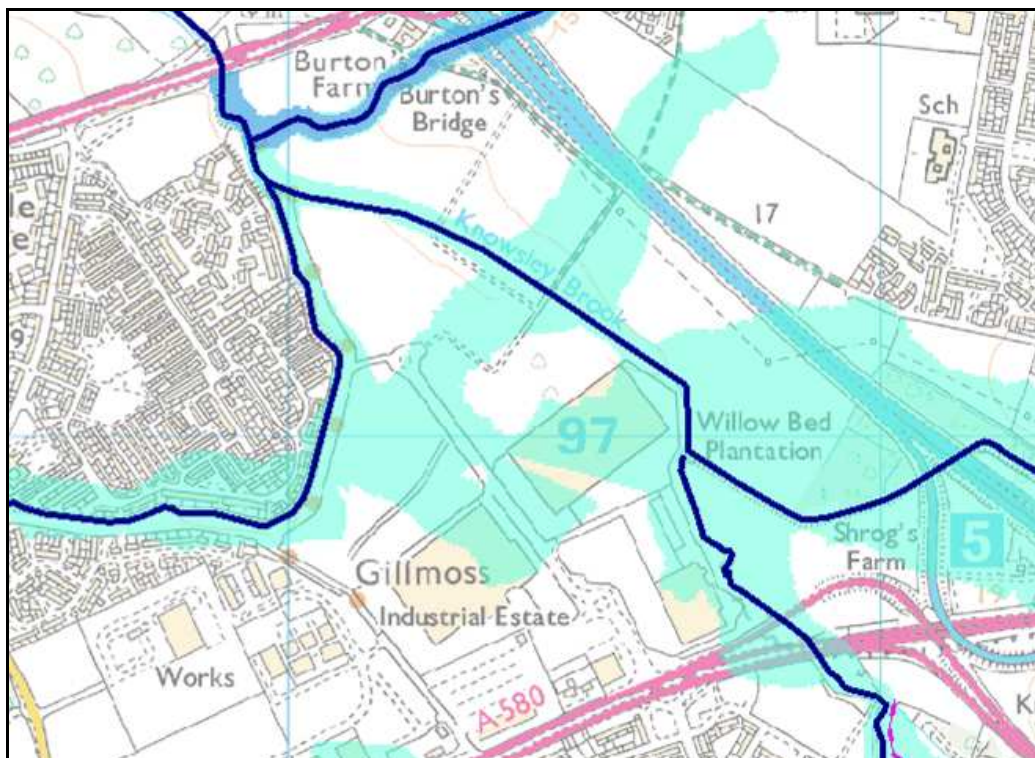 Burton's
Farm
Burton's
Bridge
Sch
17
Knowsley Brook
97
Willow Bed
Plantation
Shrog's
Farm
5
Gillmoss
Industrial Estate
Works
A 580